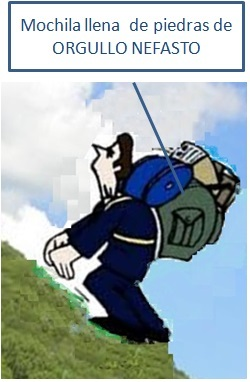 Mochila llena de piedras de
ORGULLO NEFASTO